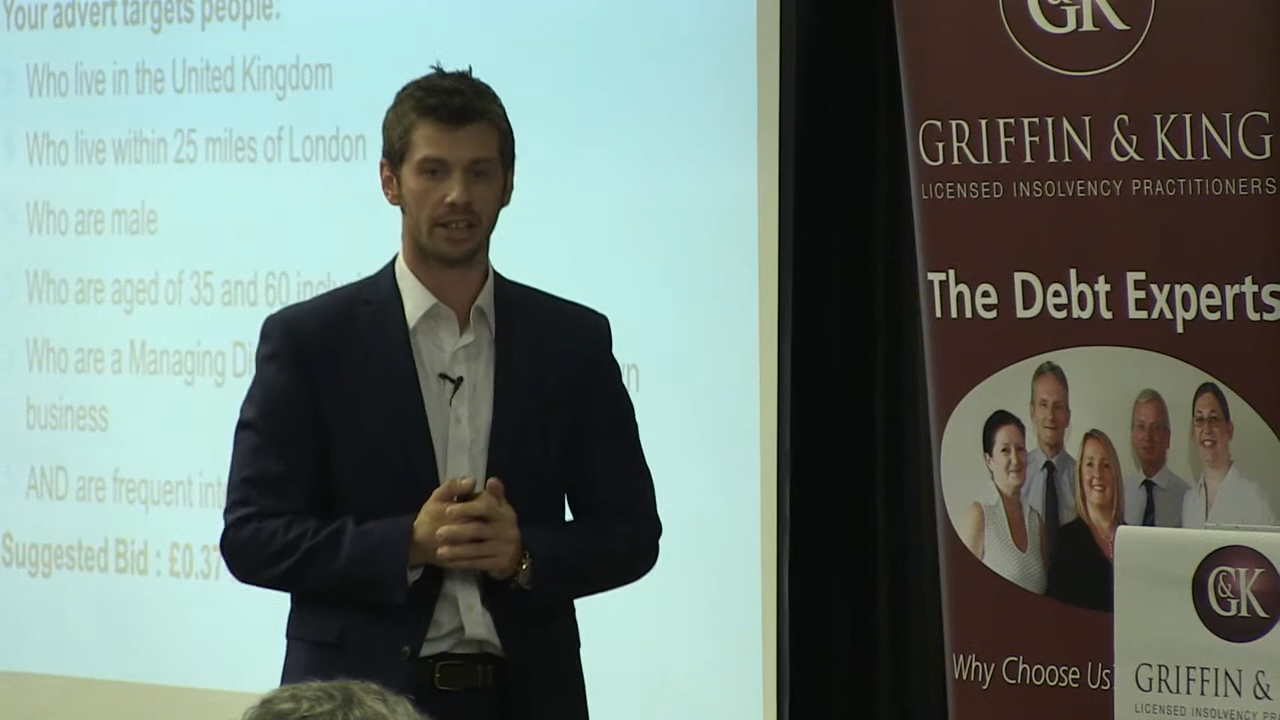 Your advert targets people:
Who live in the United Kingdom
Who live within 25 miles of London
Who are male
Who are aged of 35 and 60
Who are a Managing
business
AND are frequent
Suggested Bid : £0.37
G&K
GRIFFIN & KING
LICENSED INSOLVENCY PRACTITIONERS
The Debt Experts
Why Choose Us
G&K
GRIFFIN &
LICENSED INSOLVENCY